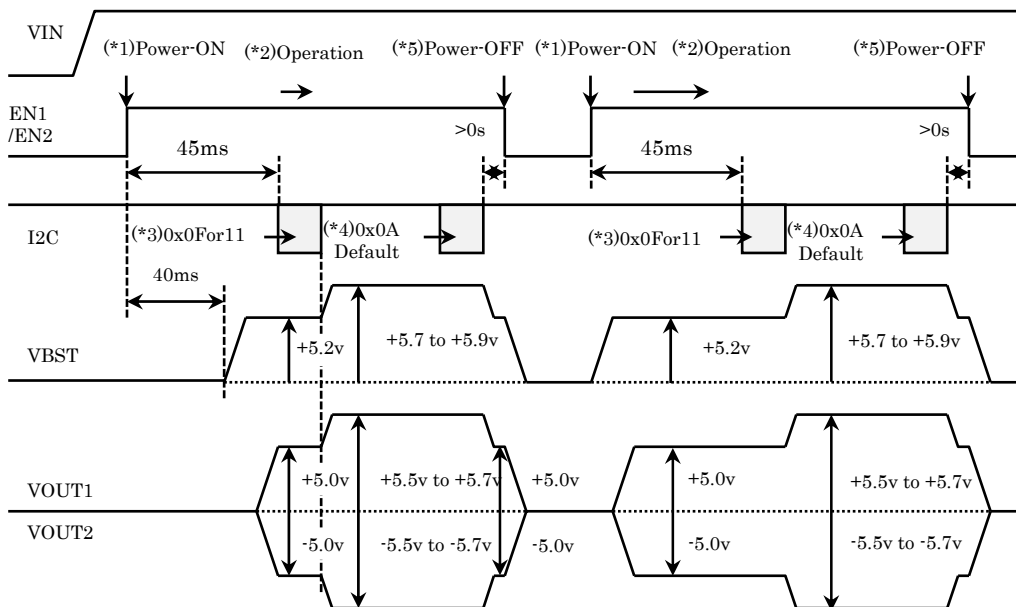 VIN
(*1)Power-ON
(*2)Operation
(*5)Power-OFF
(*1)Power-ON
(*2)Operation
(*5)Power-OFF
EN1
/EN2
45ms
>0s
45ms
>0s
I2C
(*3)0x0For11
(*4)0x0A
Default
(*3)0x0For11
(*4)0x0A
Default
40ms
VBST
+5.2v
+5.7 to +5.9v
+5.2v
+5.7 to +5.9v
VOUT1
+5.0v
+5.5v to +5.7v
+5.0v
+5.0v
+5.5v to +5.7v
VOUT2
-5.0v
-5.5v to -5.7v
-5.0v
-5.0v
-5.5v to -5.7v